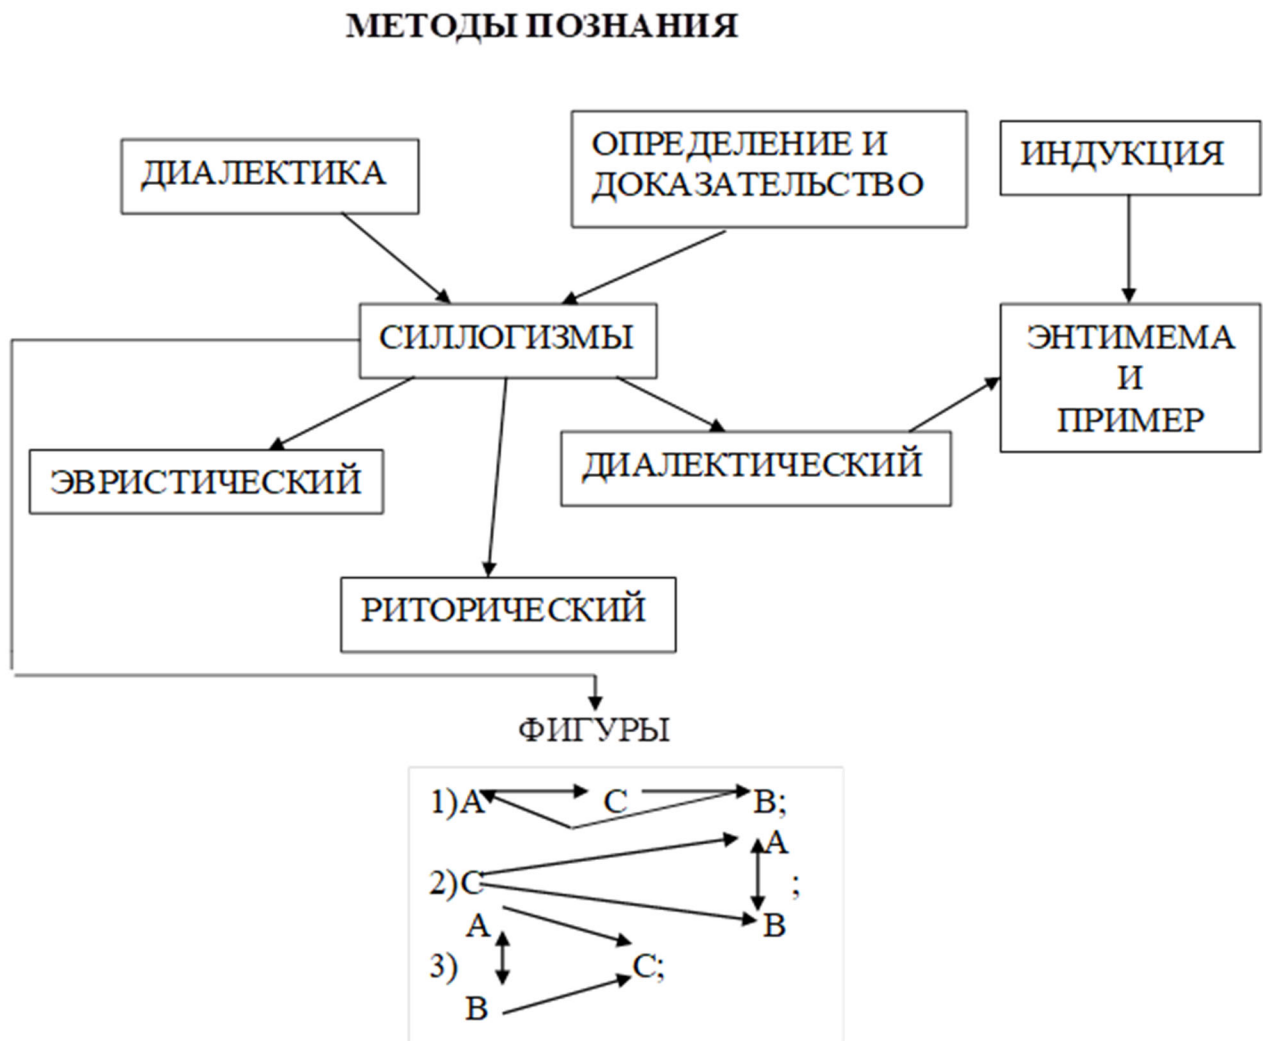 МЕТОДЫ ПОЗНАНИЯ
ДИАЛЕКТИКА
ОПРЕДЕЛЕНИЕ И
ДОКАЗАТЕЛЬСТВО
ИНДУКЦИЯ
СИЛЛОГИЗМЫ
ЭНТИМЕМА
И
ПРИМЕР
ЭВРИСТИЧЕСКИЙ
ДИАЛЕКТИЧЕСКИЙ
РИТОРИЧЕСКИЙ
ФИГУРЫ
1)А С В;
А
2)С ;
В
А
3) С;
В